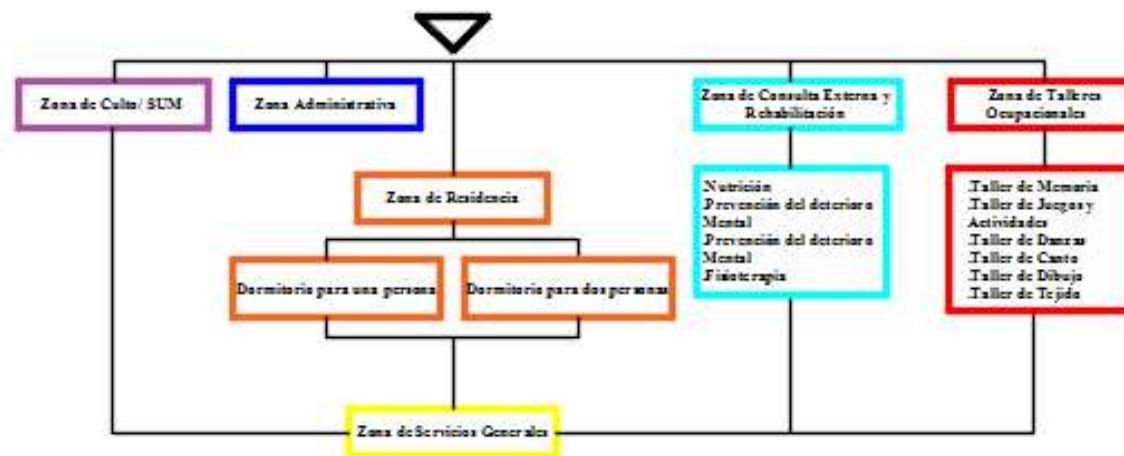 Zona de Culto/ SUM
Zona Administrativa
Zona de Consulta Externa y
Rehabilitación
Zona de Talleres
Ocupacionales
Zona de Residencia
.Nutrición
.Prevención del deterioro
Mental
.Prevención del deterioro
Mental
.Fisioterapia
.Taller de Memoria
.Taller de Juegos y
Actividades
.Taller de Danzas
.Taller de Canto
.Taller de Dibujo
.Taller de Tejido
Dormitorio para una persona
Dormitorio para dos personas
Zona de Servicios Generales